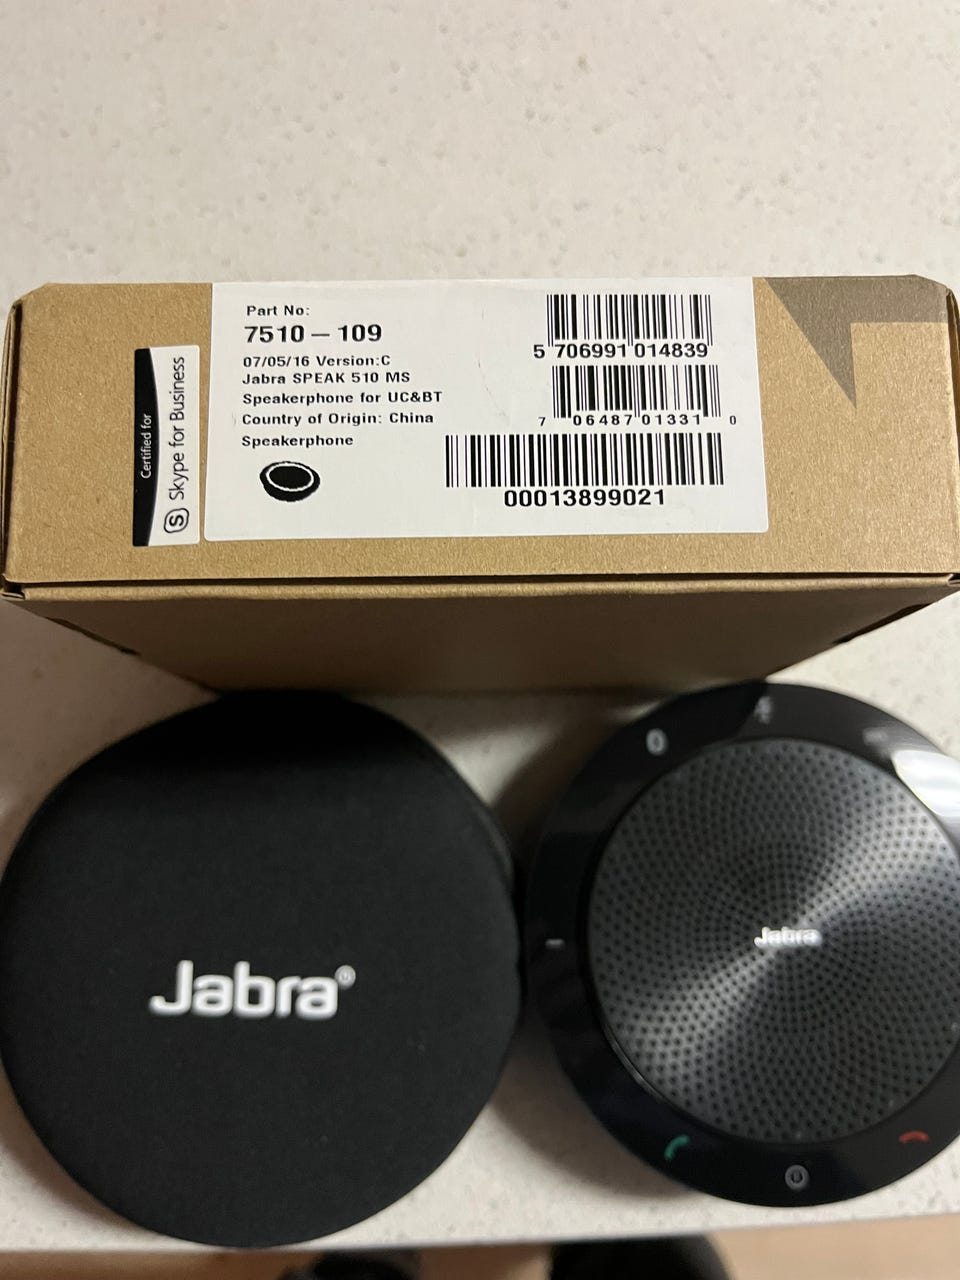 Part No:
7510 – 109
07/05/16 Version:C
Jabra SPEAK 510 MS
Speakerphone for UC&BT
Country of Origin: China
Speakerphone
5 706991 014839
7 06487 01331 0
00013899021
Certified for
Skype for Business
Jabra®
Jabra